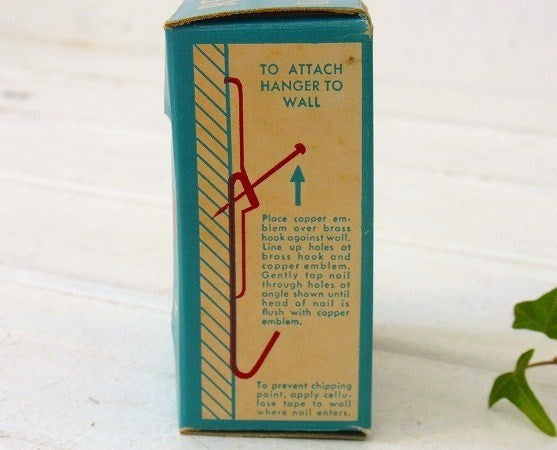 TO ATTACH
HANGER TO
WALL
Place copper em-
blem over brass
hook against wall.
Line up holes of
brass hook and
copper emblem.
Gently tap nail
through holes at
angle shown until
head of nail is
flush with copper
emblem.
To prevent chipping
paint, apply cellu-
lose tape to wall
where nail enters.